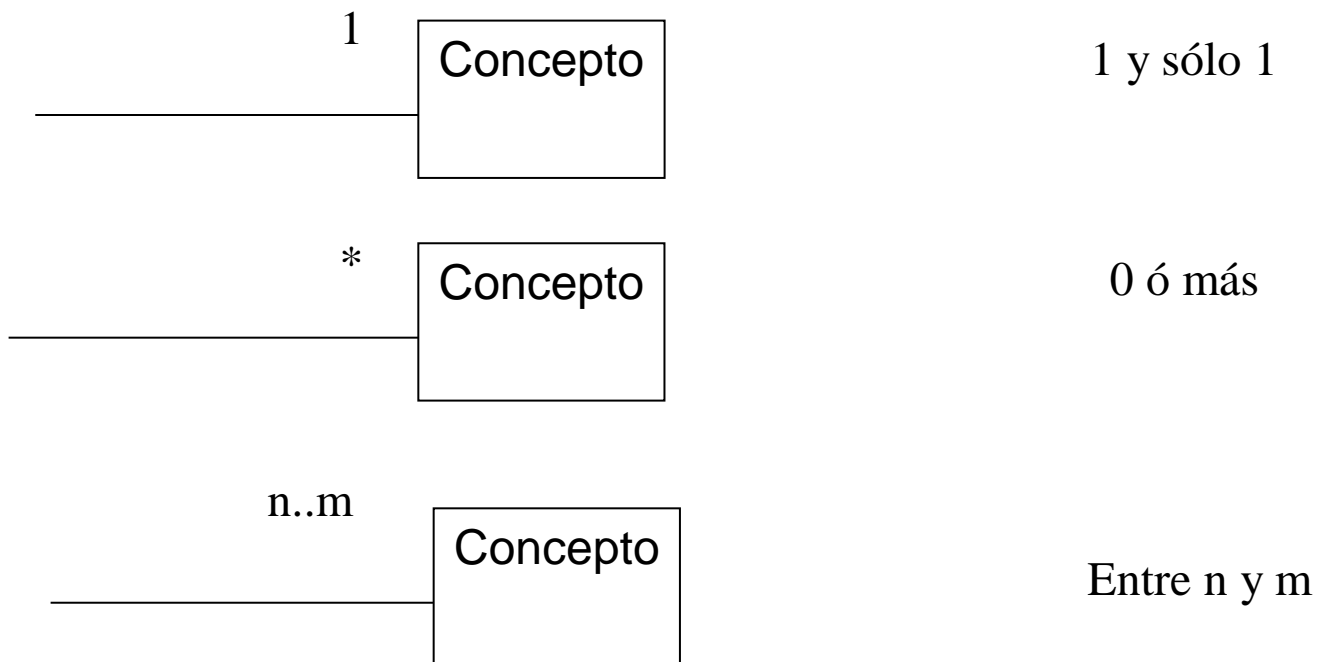 1
Concepto
1 y sólo 1
*
Concepto
0 ó más
n..m
Concepto
Entre n y m